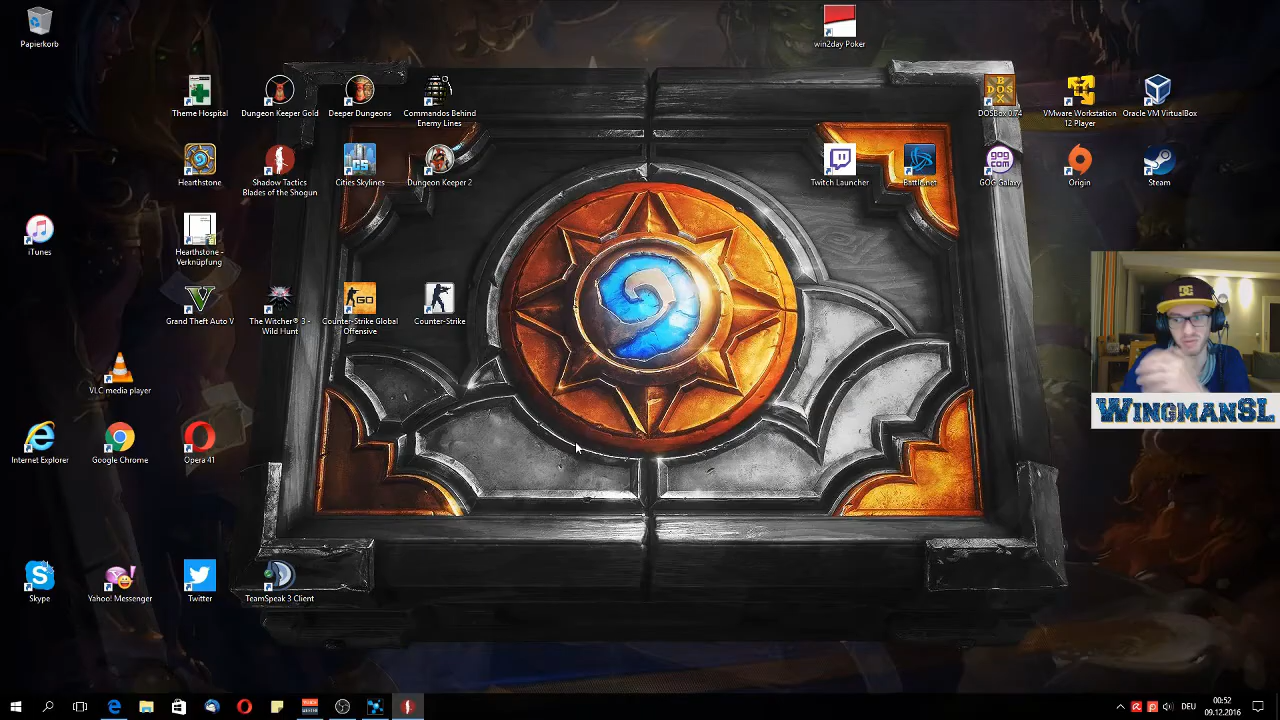 Papierkorb
win2day Poker
Theme Hospital
Dungeon Keeper Gold
Deeper Dungeons
Commandos Behind
Enemy Lines
DOSBox 0.74
VMware Workstation
12 Player
Oracle VM VirtualBox
Hearthstone
Shadow Tactics
Blades of the Shogun
Cities Skylines
Dungeon Keeper 2
Twitch Launcher
Battle.net
GOG Galaxy
Origin
Steam
iTunes
Hearthstone -
Verknüpfung
Grand Theft Auto V
The Witcher® 3 -
Wild Hunt
Counter-Strike Global
Offensive
Counter-Strike
VLC media player
WINGMANSL
Internet Explorer
Google Chrome
Opera 41
Skype
Yahoo! Messenger
Twitter
TeamSpeak 3 Client
DEU
00:52
09.12.2016